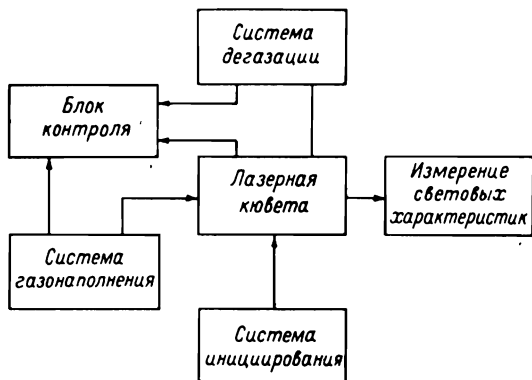 Система
дегазации
Блок
контроля
Лазерная
кювета
Измерение
световых
характеристик
Система
газонаполнения
Система
инициирования